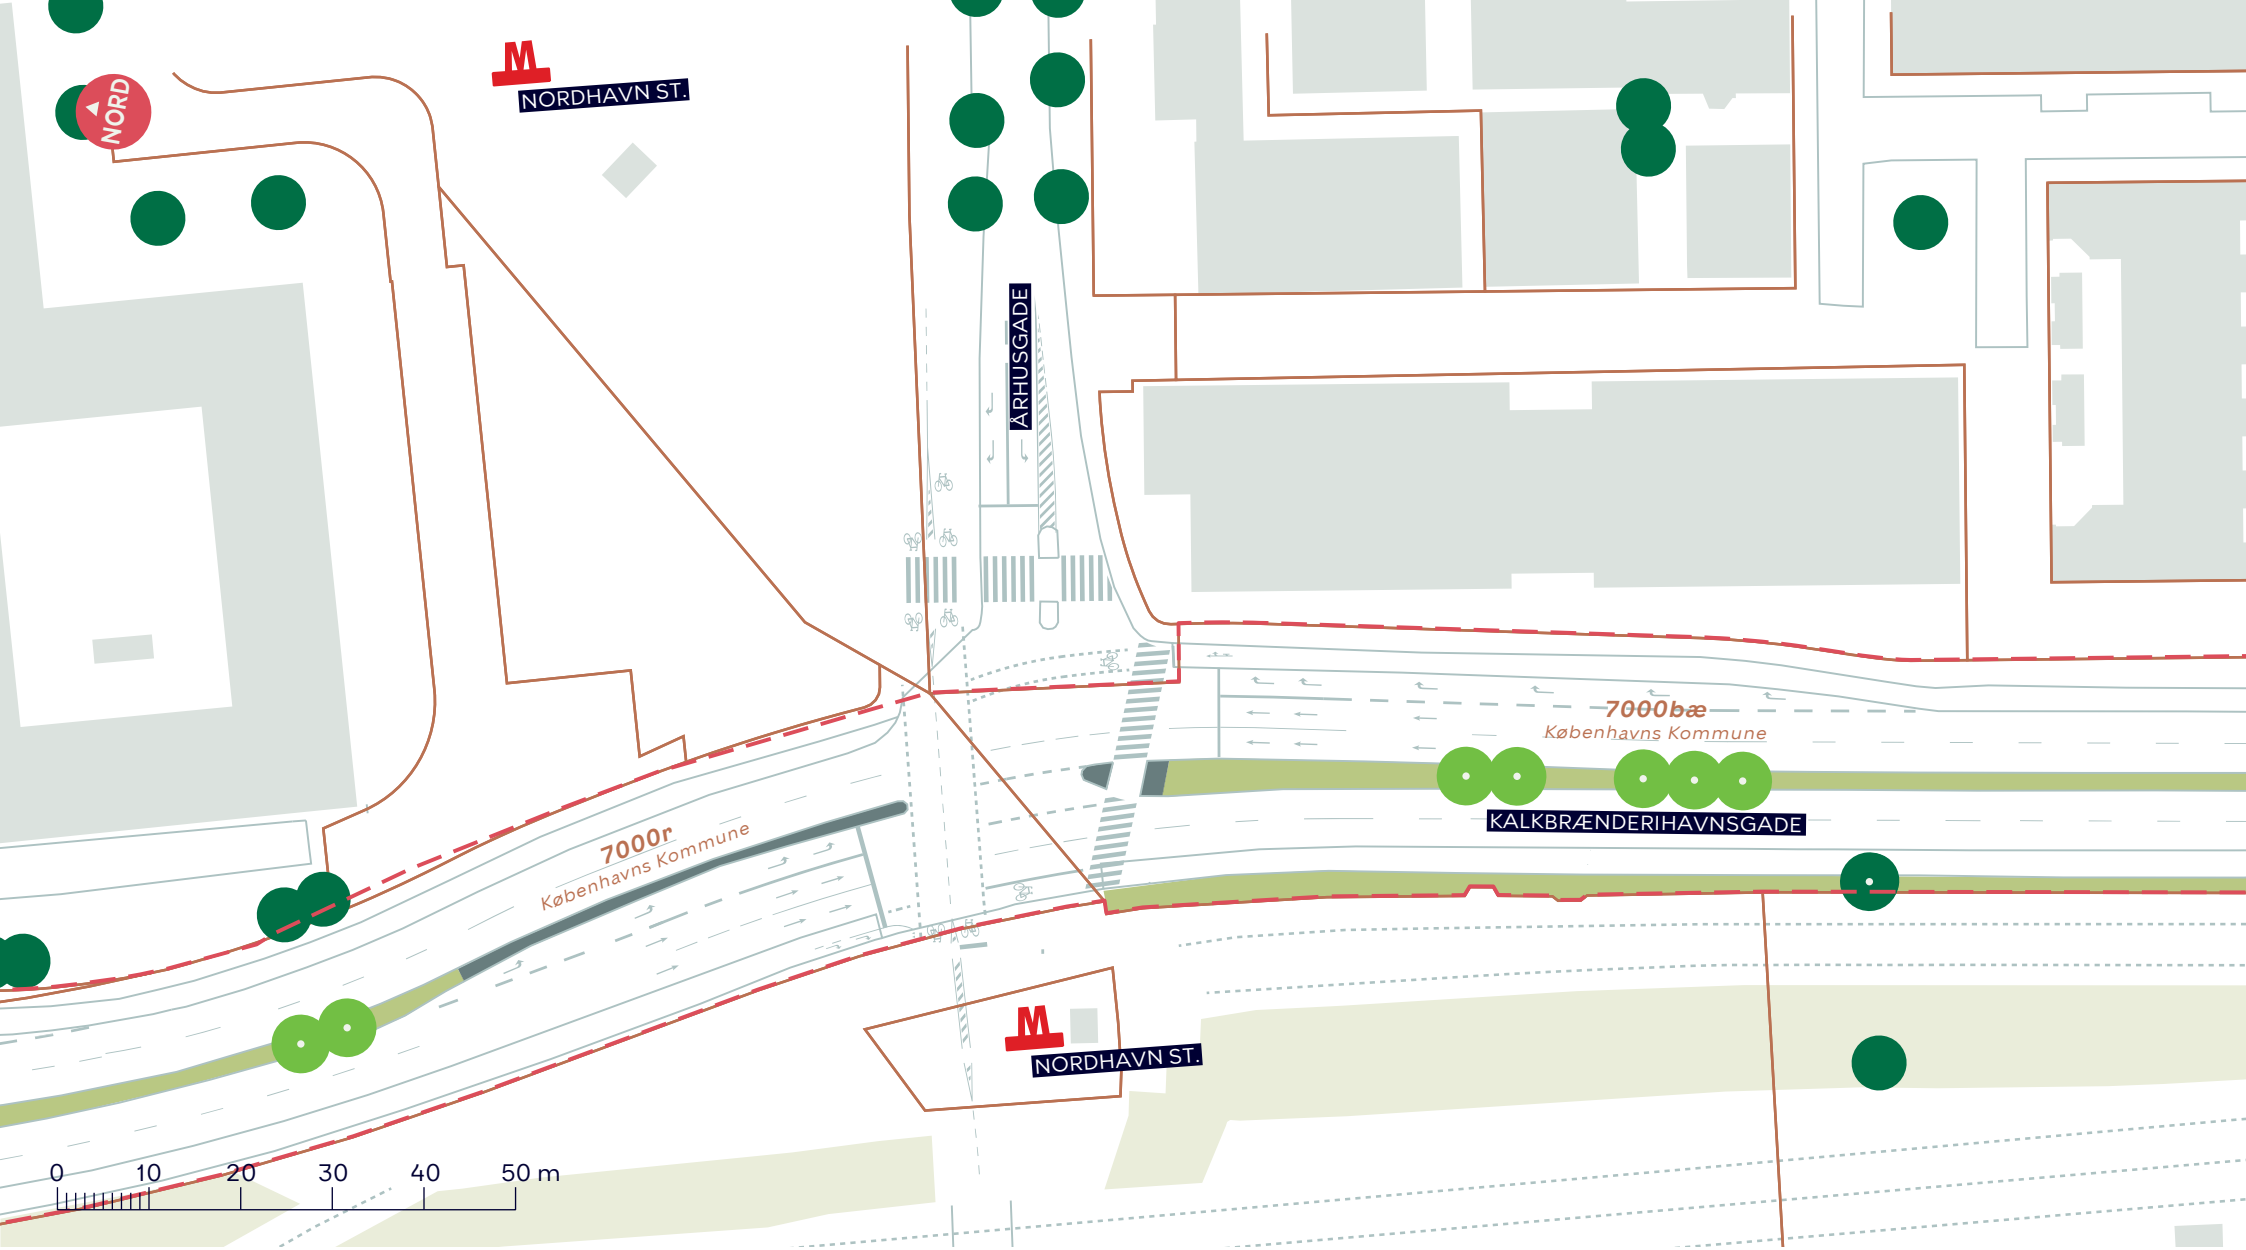 NORD
M
NORDHAVN ST.
ÅRHUSGADE
7000bæ
Københavns Kommune
KALKBRÆNDERIHAVNSGADE
7000r
Københavns Kommune
M
NORDHAVN ST.
0 10 20 30 40 50 m